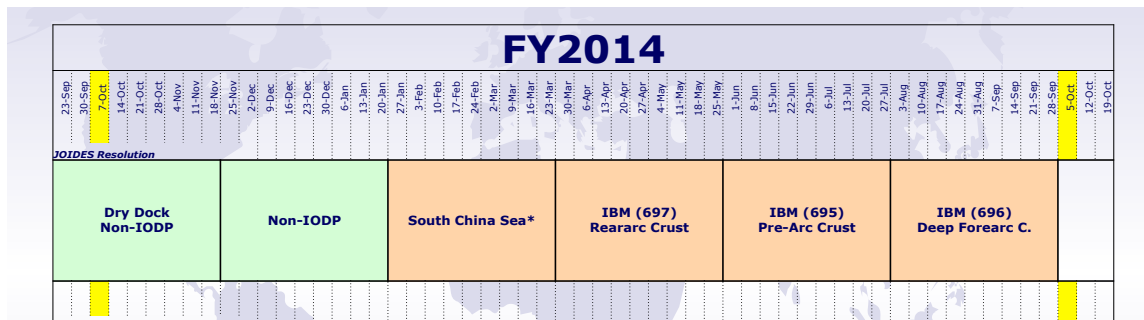 FY2014
23-Sep
30-Sep
7-Oct
14-Oct
21-Oct
28-Oct
4-Nov
11-Nov
18-Nov
25-Nov
2-Dec
9-Dec
16-Dec
23-Dec
30-Dec
6-Jan
13-Jan
20-Jan
27-Jan
3-Feb
10-Feb
17-Feb
24-Feb
2-Mar
9-Mar
16-Mar
23-Mar
30-Mar
6-Apr
13-Apr
20-Apr
27-Apr
4-May
11-May
18-May
25-May
1-Jun
8-Jun
15-Jun
22-Jun
29-Jun
6-Jul
13-Jul
20-Jul
27-Jul
3-Aug
10-Aug
17-Aug
24-Aug
31-Aug
7-Sep
14-Sep
21-Sep
28-Sep
5-Oct
12-Oct
19-Oct
JOIDES Resolution
Dry Dock
Non-IODP
Non-IODP
South China Sea*
IBM (697)
Reararc Crust
IBM (695)
Pre-Arc Crust
IBM (696)
Deep Forearc C.